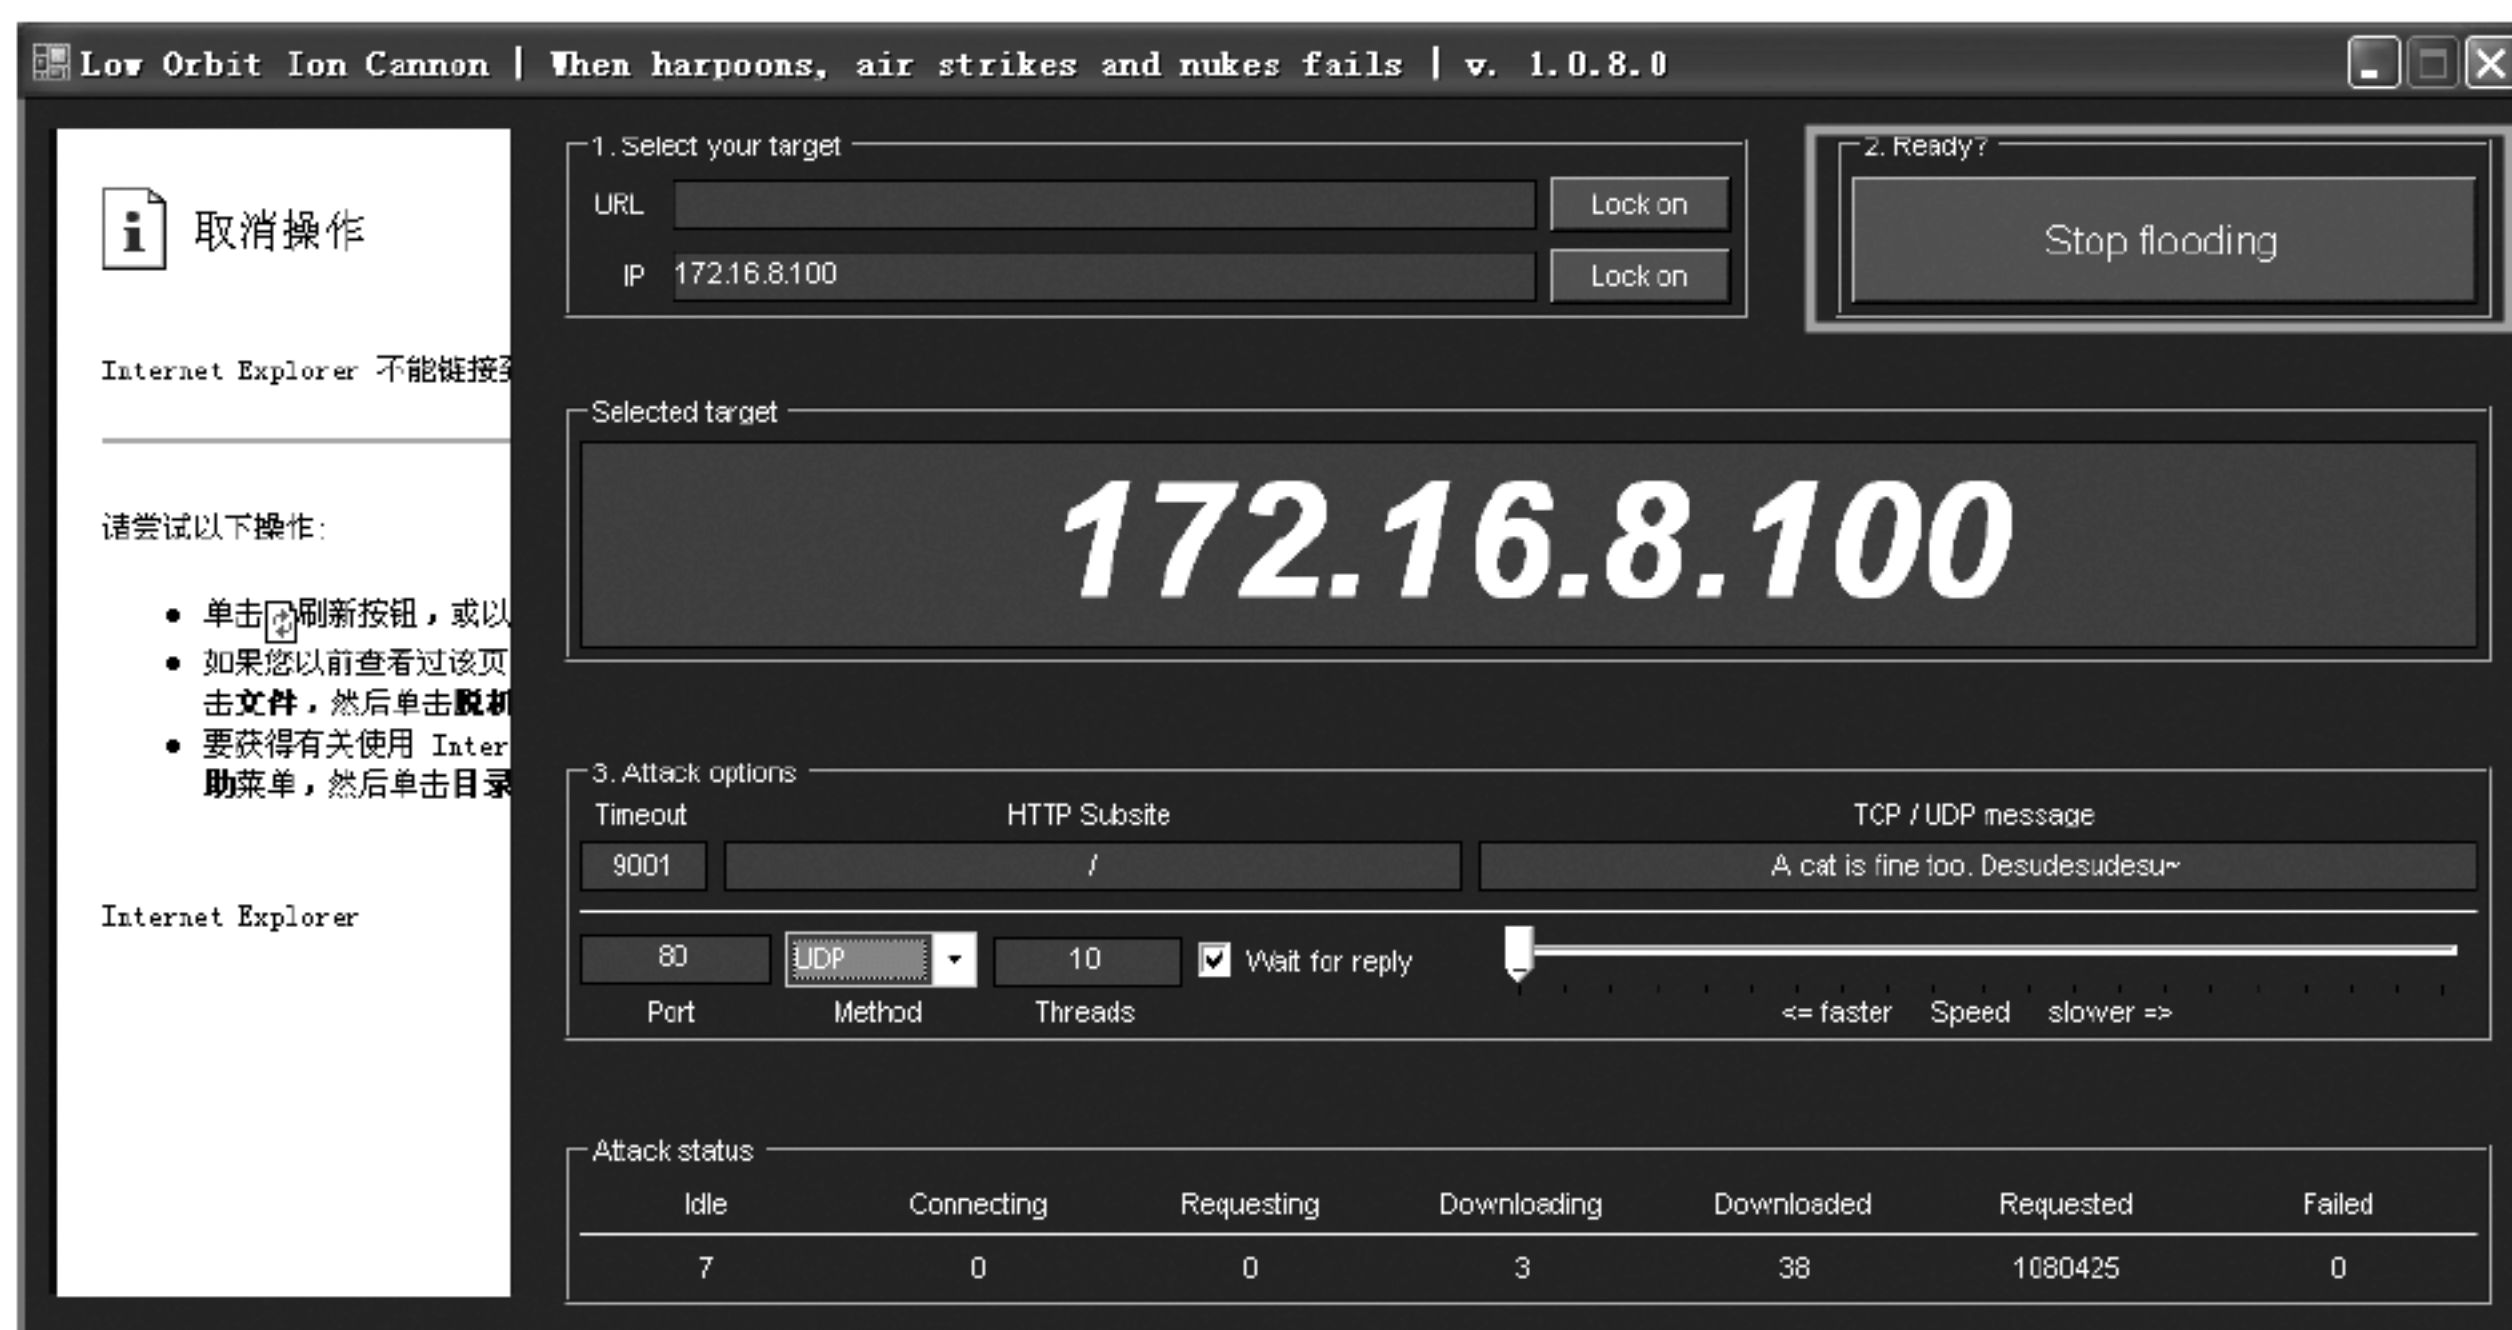 Low Orbit Ion Cannon | When harpoons, air strikes and nukes fails | v. 1.0.8.0
取消操作
Internet Explorer 不能链接到
请尝试以下操作:
单击刷新按钮，或以
如果您以前查看过该页
击文件，然后单击脱机
要获得有关使用 Inter
助菜单，然后单击目录
Internet Explorer
1. Select your target
URL
Lock on
IP 172.16.8.100
Lock on
2. Ready?
Stop flooding
Selected target
172.16.8.100
3. Attack options
Timeout HTTP Subsite TCP / UDP message
9001 / A cat is fine too. Desudesudesu~
80 UDP 10 Wait for reply
Port Method Threads <= faster Speed slower =>
Attack status
Idle Connecting Requesting Downloading Downloaded Requested Failed
7 0 0 3 38 1080425 0